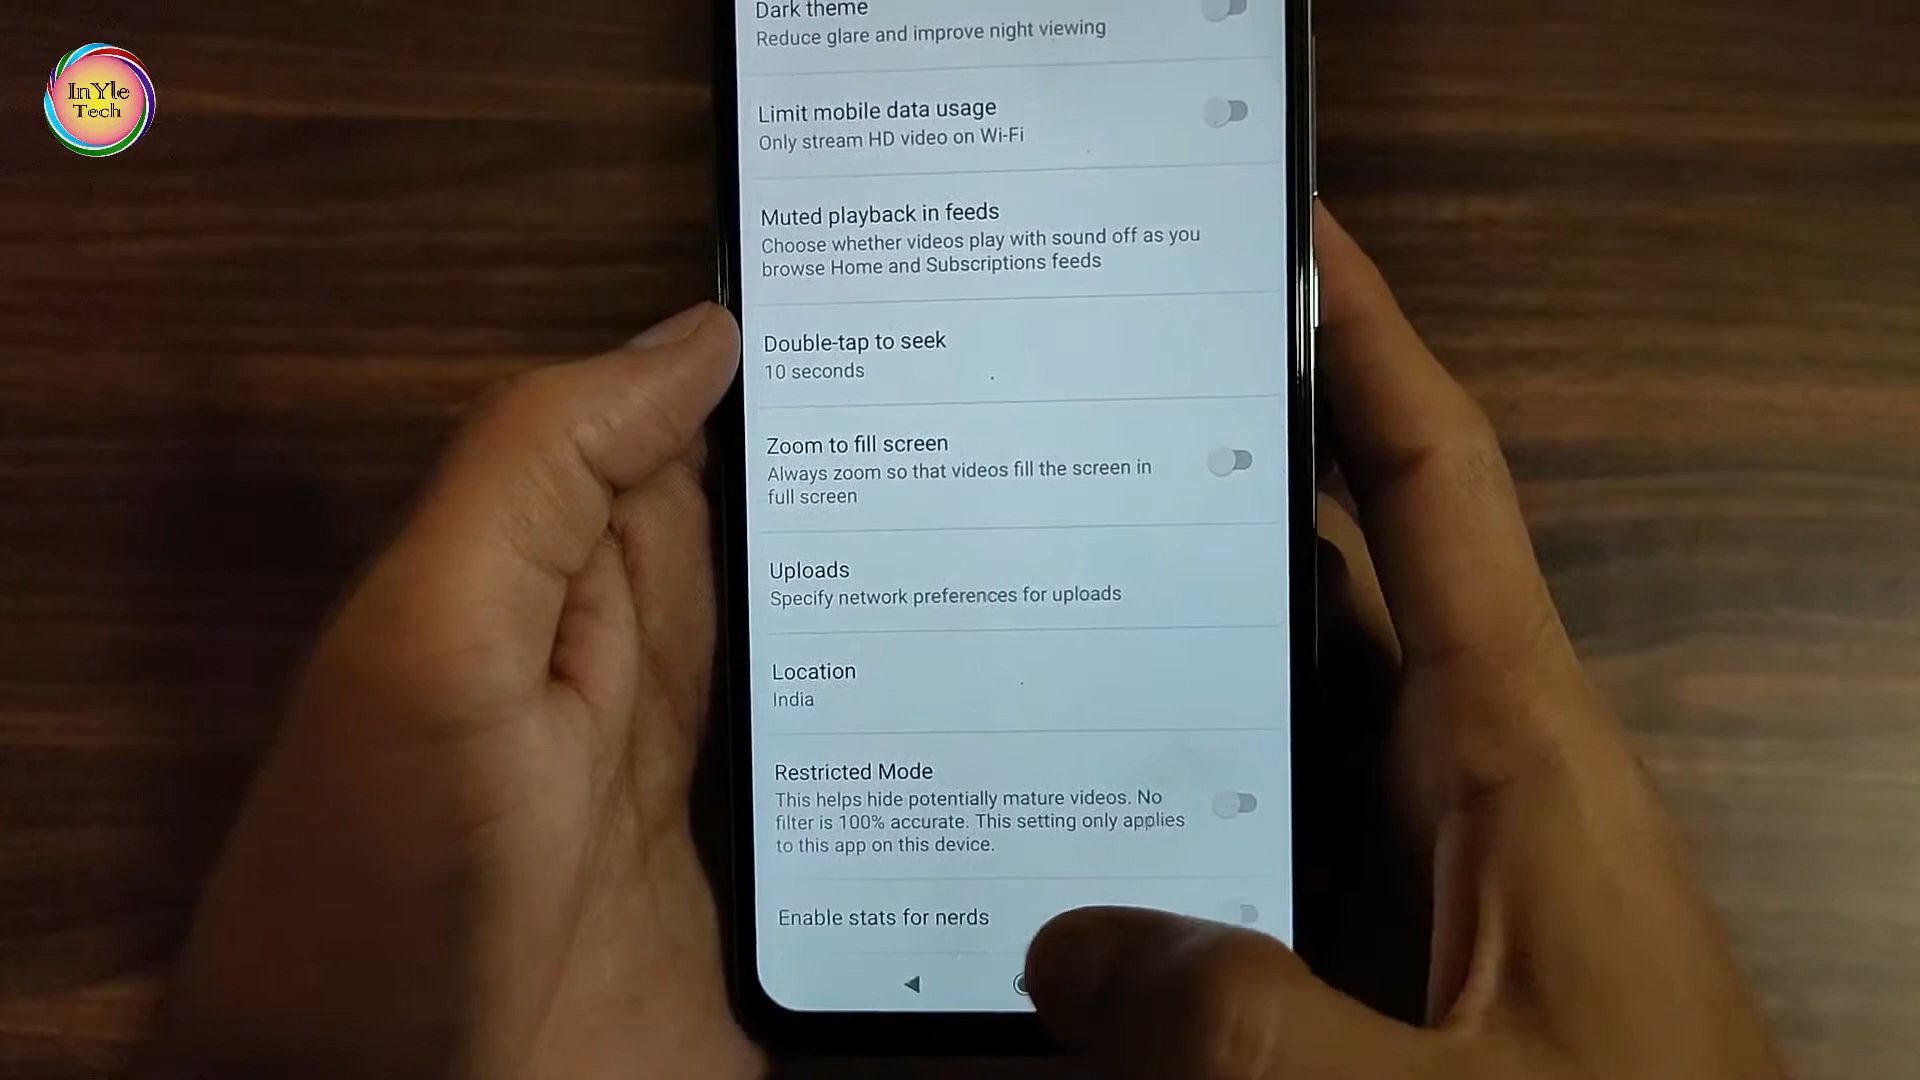 InYle
Tech
Dark theme
Reduce glare and improve night viewing
Limit mobile data usage
Only stream HD video on Wi-Fi
Muted playback in feeds
Choose whether videos play with sound off as you
browse Home and Subscriptions feeds
Double-tap to seek
10 seconds
Zoom to fill screen
Always zoom so that videos fill the screen in
full screen
Uploads
Specify network preferences for uploads
Location
India
Restricted Mode
This helps hide potentially mature videos. No
filter is 100% accurate. This setting only applies
to this app on this device.
Enable stats for nerds